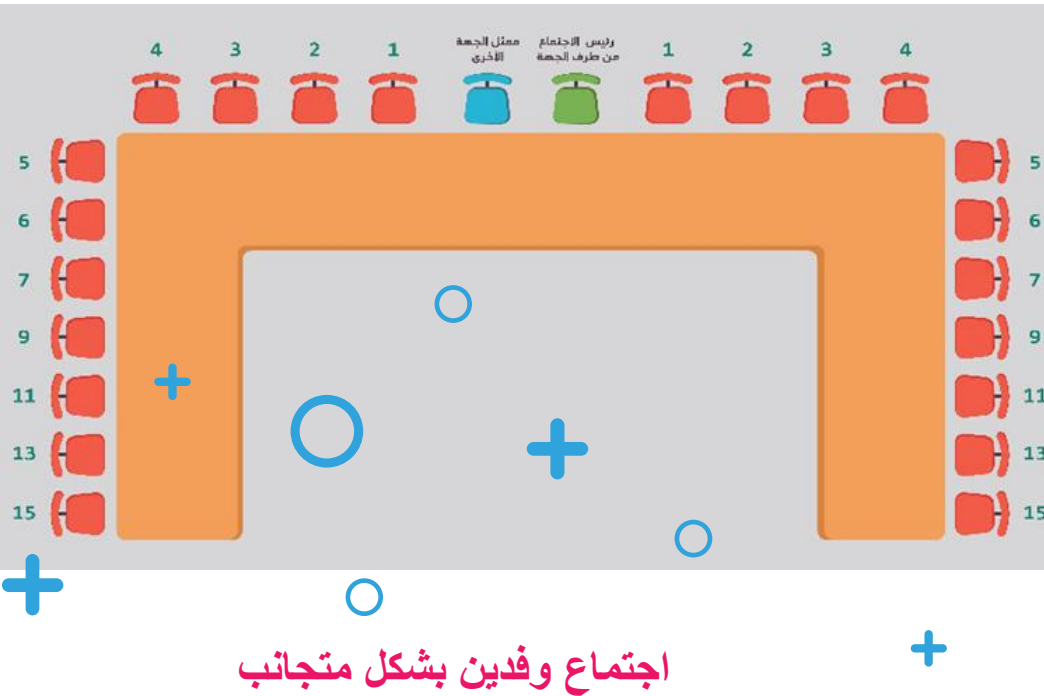 4 3 2 1 ممثل الجهة رئيس الاجتماع 1 2 3 4
الأخرى من طرف الجهة
5 5
6 6
7 7
9 9
11 11
13 13
15 15
اجتماع وفدين بشكل متجانب